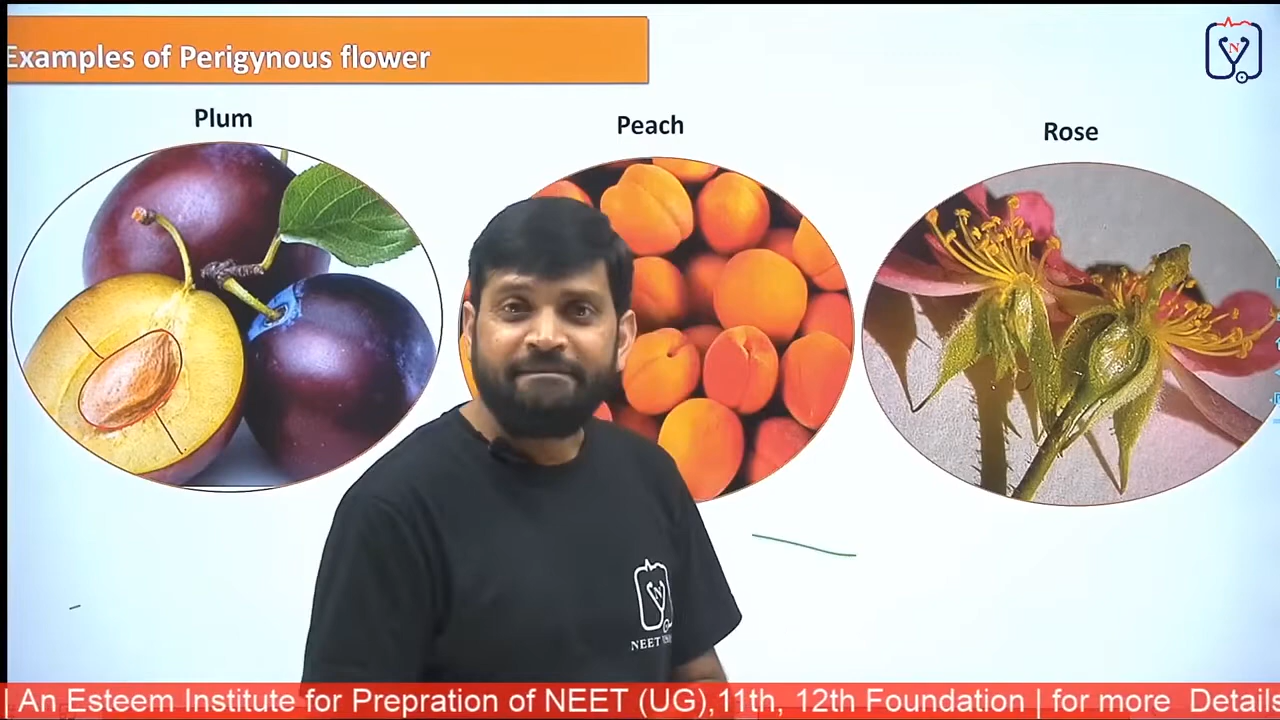 Examples of Perigynous flower
N
Plum
Peach
Rose
N
NEET
| An Esteem Institute for Prepration of NEET (UG),11th, 12th Foundation | for more Details